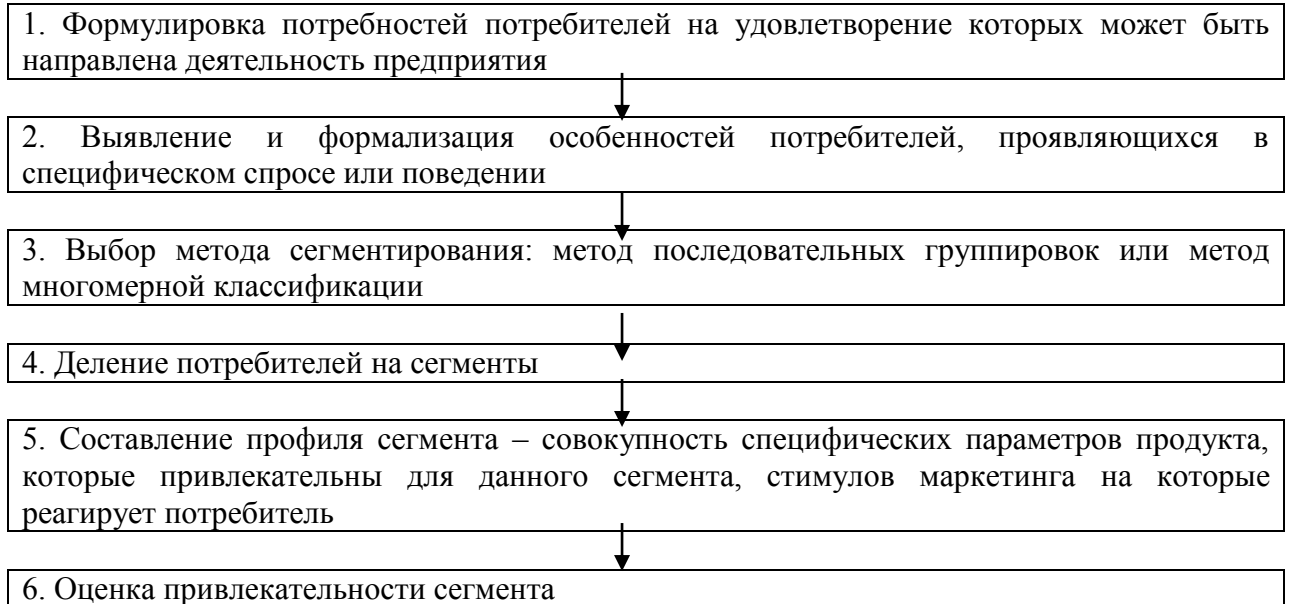 1. Формулировка потребностей потребителей на удовлетворение которых может быть
направлена деятельность предприятия
2. Выявление и формализация особенностей потребителей, проявляющихся в
специфическом спросе или поведении
3. Выбор метода сегментирования: метод последовательных группировок или метод
многомерной классификации
4. Деление потребителей на сегменты
5. Составление профиля сегмента – совокупность специфических параметров продукта,
которые привлекательны для данного сегмента, стимулов маркетинга на которые
реагирует потребитель
6. Оценка привлекательности сегмента